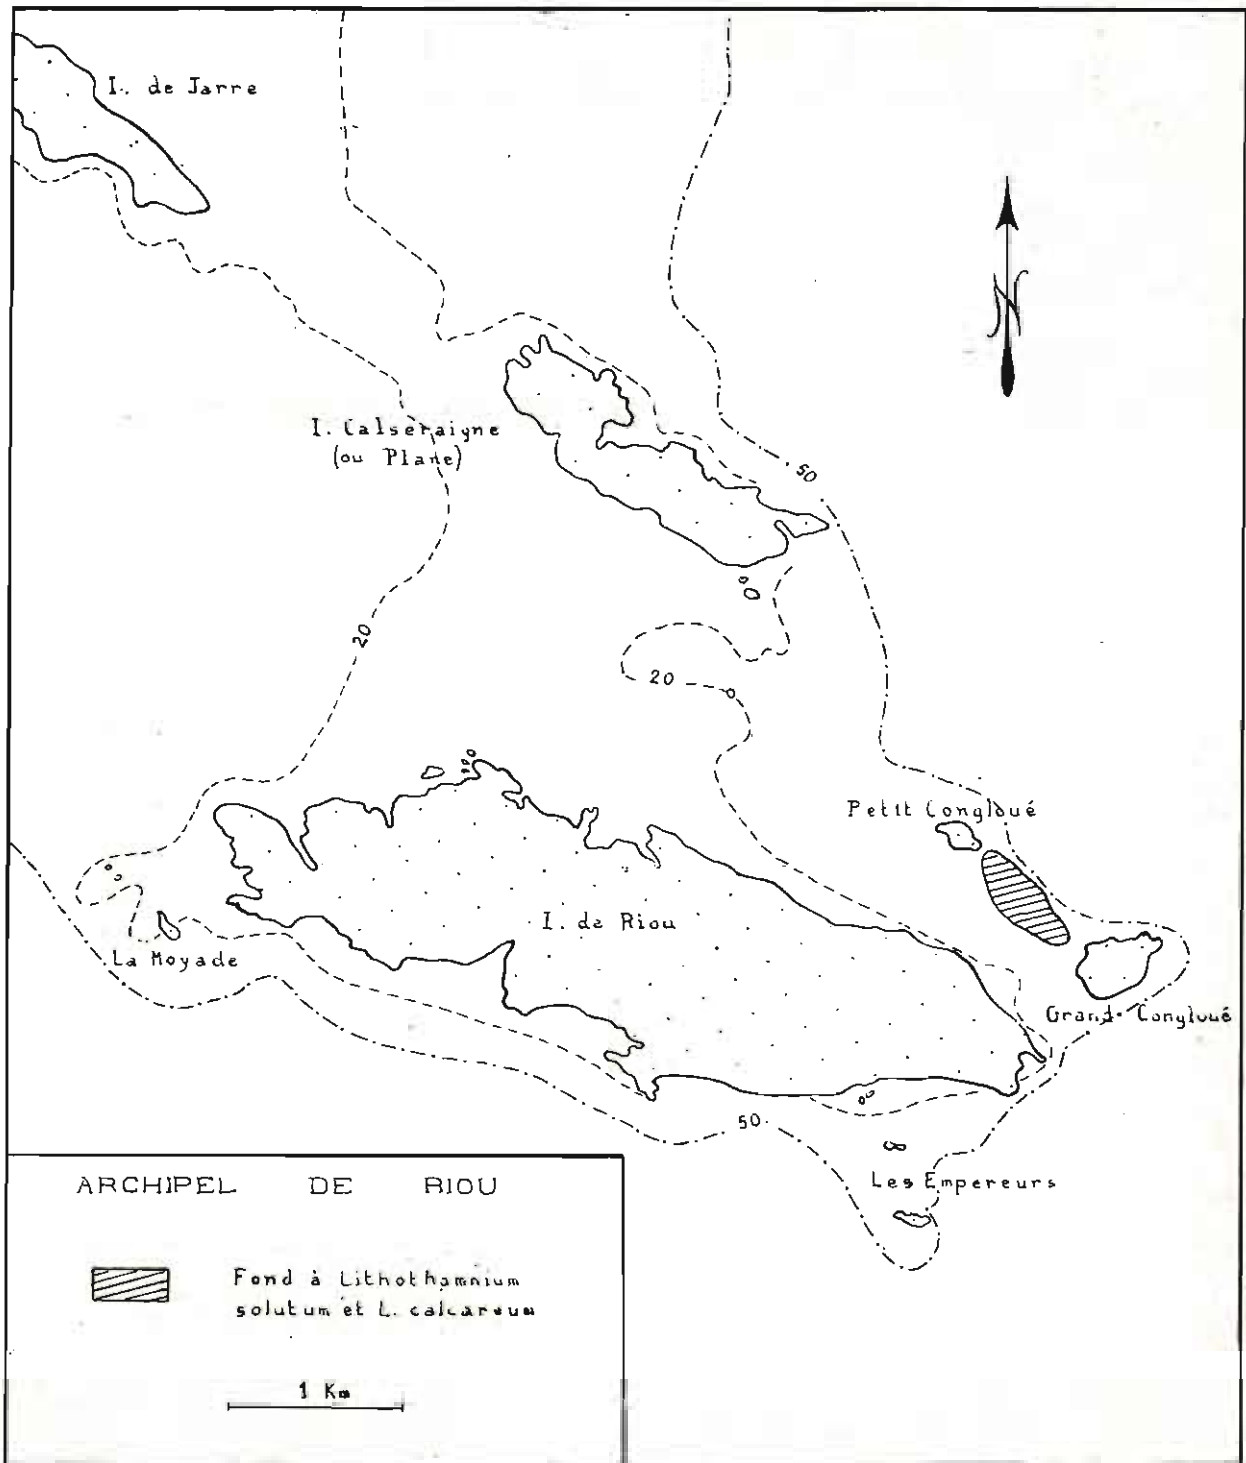 I. de Jarre
N
I. Calseraigne
(ou Plane)
50
20
20
Petit Congloué
I. de Riou
La Moyade
Grand Congloué
50
Les Empereurs
ARCHIPEL DE RIOU
Fond à Lithothamnium
solutum et L. calcareum
1 Km